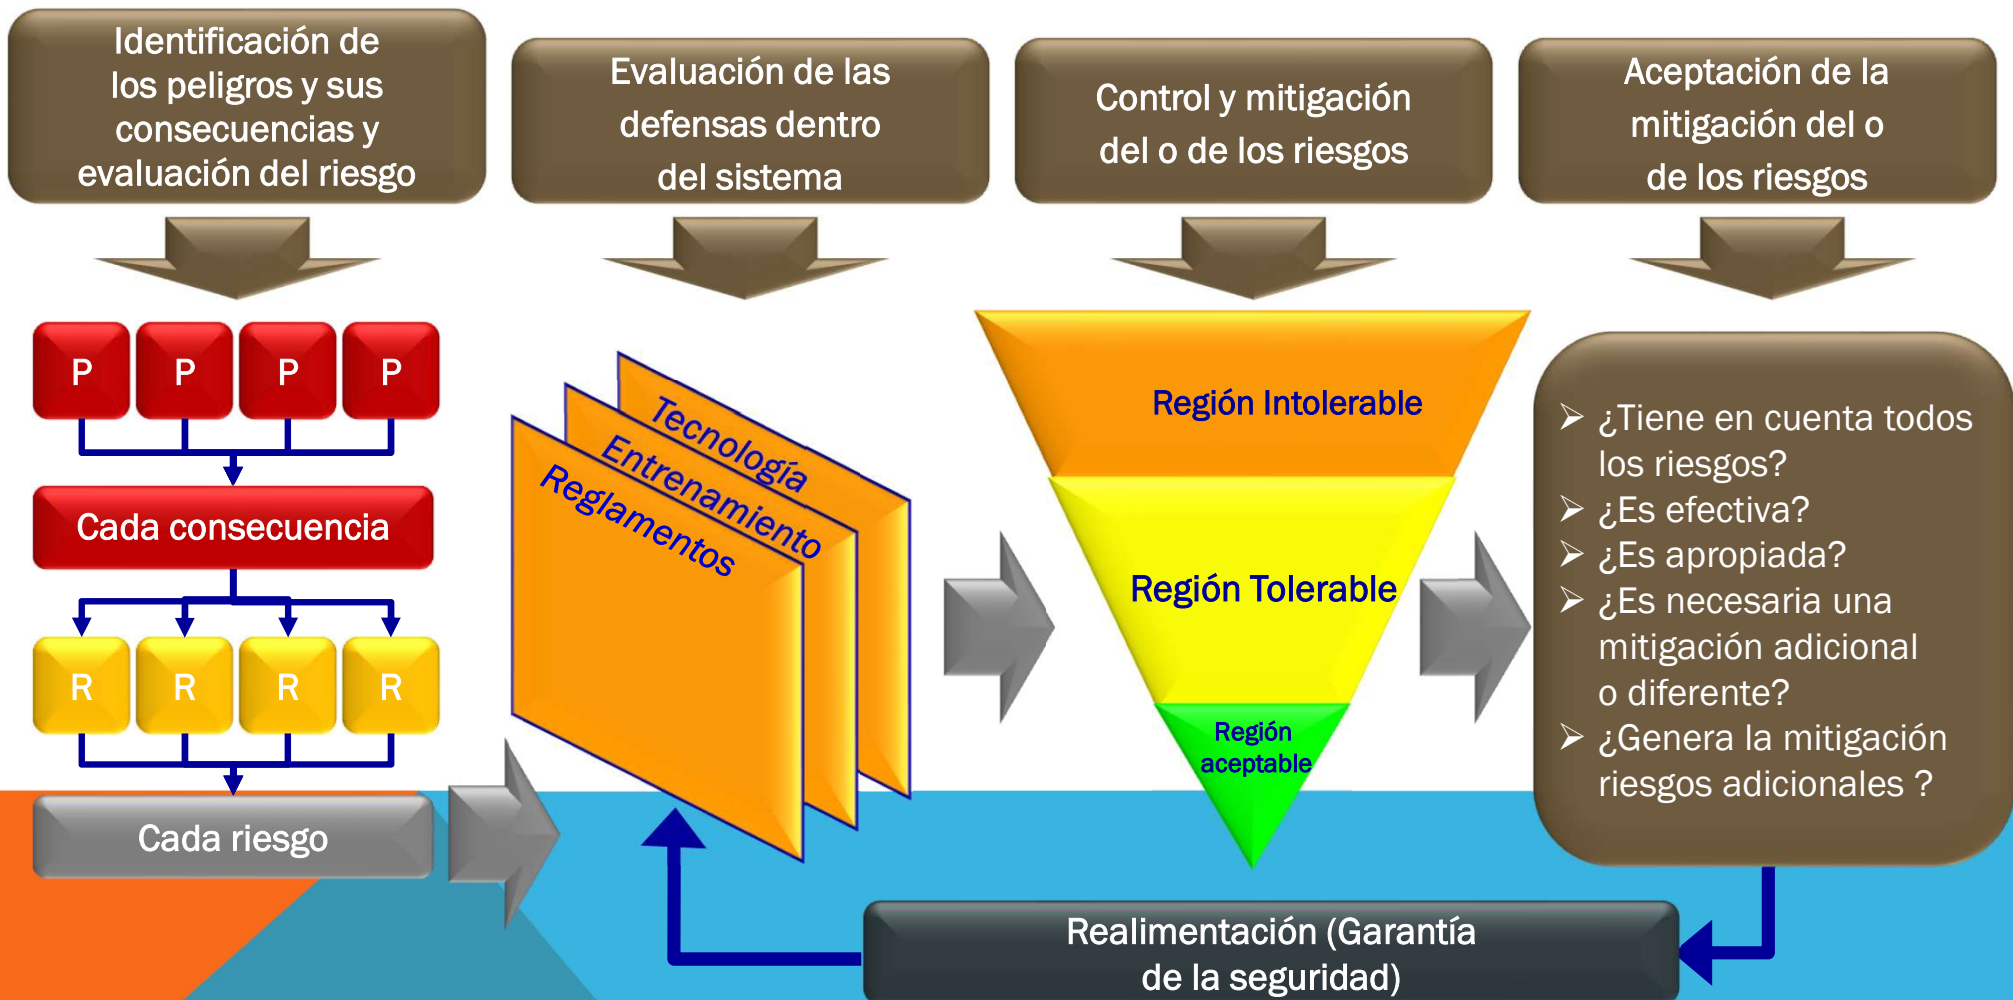 Identificación de
los peligros y sus
consecuencias y
evaluación del riesgo
Evaluación de las
defensas dentro
del sistema
Control y mitigación
del o de los riesgos
Aceptación de la
mitigación del o
de los riesgos
P P P P
Cada consecuencia
R R R R
Cada riesgo
Tecnología
Entrenamiento
Reglamentos
Región Intolerable
Región Tolerable
Región
aceptable
➢ ¿Tiene en cuenta todos
los riesgos?
➢ ¿Es efectiva?
➢ ¿Es apropiada?
➢ ¿Es necesaria una
mitigación adicional
o diferente?
➢ ¿Genera la mitigación
riesgos adicionales ?
Realimentación (Garantía
de la seguridad)